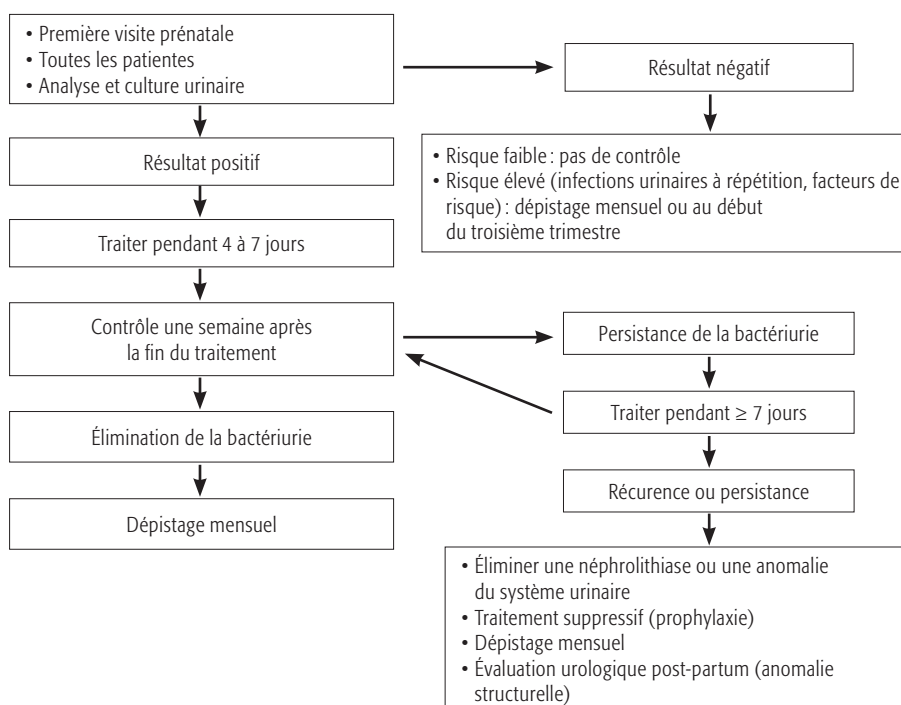 • Première visite prénatale
• Toutes les patientes
• Analyse et culture urinaire
Résultat négatif
• Risque faible : pas de contrôle
• Risque élevé (infections urinaires à répétition, facteurs de
risque) : dépistage mensuel ou au début
du troisième trimestre
Résultat positif
Traiter pendant 4 à 7 jours
Contrôle une semaine après
la fin du traitement
Persistance de la bactériurie
Traiter pendant ≥ 7 jours
Élimination de la bactériurie
Récurence ou persistance
Dépistage mensuel
• Éliminer une néphrolithiase ou une anomalie
du système urinaire
• Traitement suppressif (prophylaxie)
• Dépistage mensuel
• Évaluation urologique post-partum (anomalie
structurelle)